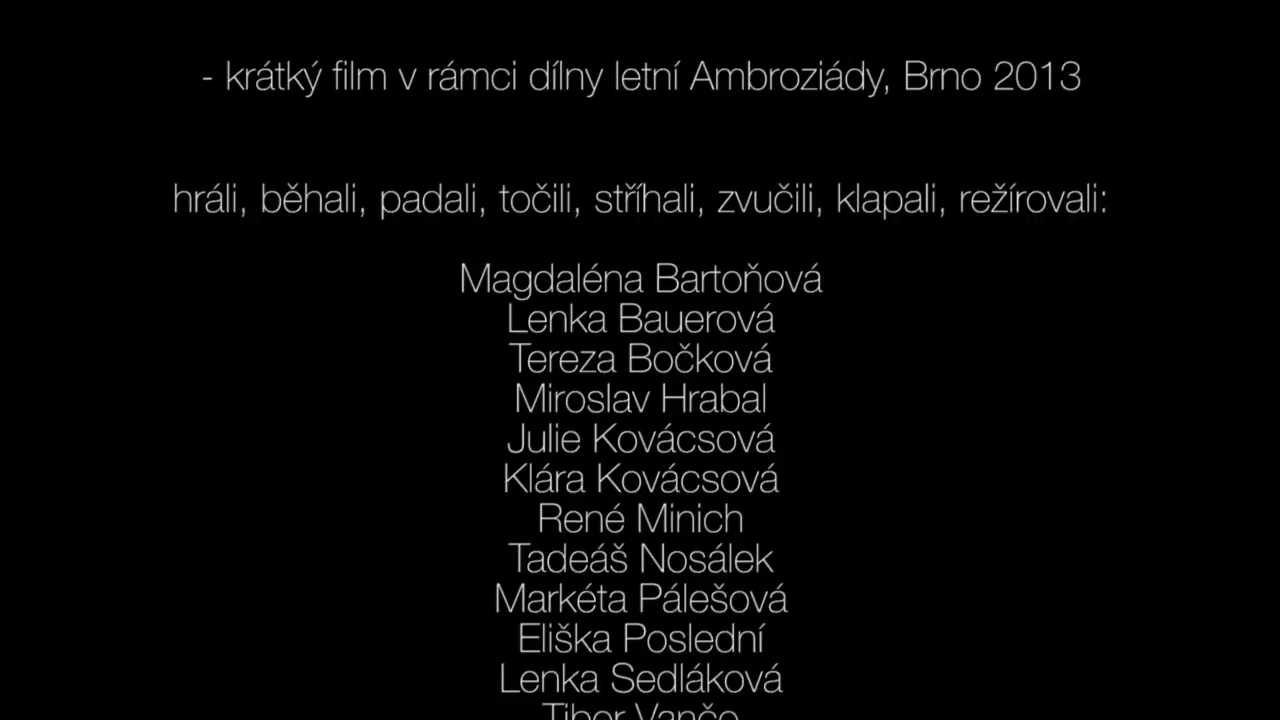 - krátký film v rámci dílny letní Ambroziády, Brno 2013
hráli, běhali, padali, točili, stříhali, zvučili, klapali, režírovali:
Magdaléna Bartoňová
Lenka Bauerová
Tereza Bočková
Miroslav Hrabal
Julie Kovácsová
Klára Kovácsová
René Minich
Tadeáš Nosálek
Markéta Pálešová
Eliška Poslední
Lenka Sedláková
Tibor